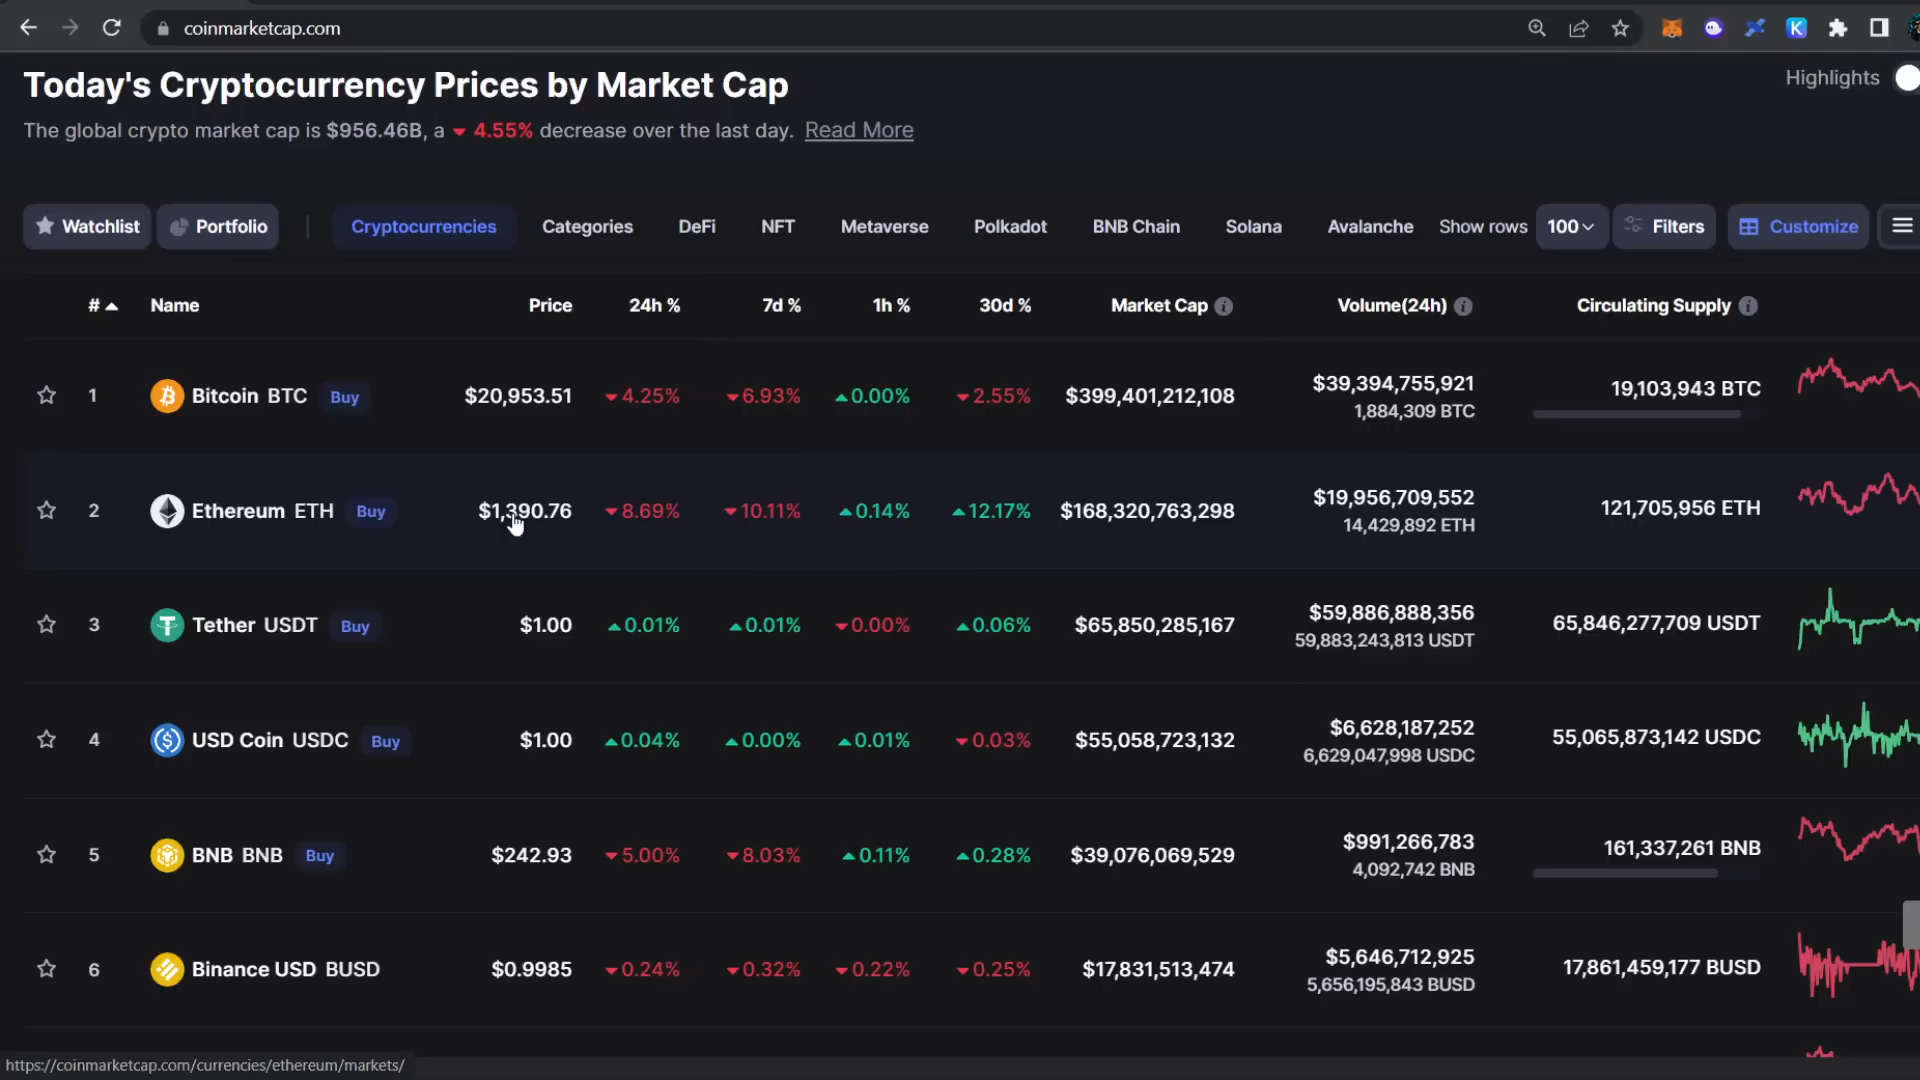 coinmarketcap.com
Today's Cryptocurrency Prices by Market Cap
Highlights
The global crypto market cap is $956.46B, a 4.55% decrease over the last day. Read More
Watchlist Portfolio Cryptocurrencies Categories DeFi NFT Metaverse Polkadot BNB Chain Solana Avalanche Show rows 100 Filters Customize
# Name Price 24h % 7d % 1h % 30d % Market Cap Volume(24h) Circulating Supply
1 Bitcoin BTC Buy $20,953.51 4.25% 6.93% 0.00% 2.55% $399,401,212,108 $39,394,755,921 19,103,943 BTC
1,884,309 BTC
2 Ethereum ETH Buy $1,390.76 8.69% 10.11% 0.14% 12.17% $168,320,763,298 $19,956,709,552 121,705,956 ETH
14,429,892 ETH
3 Tether USDT Buy $1.00 0.01% 0.01% 0.00% 0.06% $65,850,285,167 $59,886,888,356 65,846,277,709 USDT
59,883,243,813 USDT
4 USD Coin USDC Buy $1.00 0.04% 0.00% 0.01% 0.03% $55,058,723,132 $6,628,187,252 55,065,873,142 USDC
6,629,047,998 USDC
5 BNB BNB Buy $242.93 5.00% 8.03% 0.11% 0.28% $39,076,069,529 $991,266,783 161,337,261 BNB
4,092,742 BNB
6 Binance USD BUSD $0.9985 0.24% 0.32% 0.22% 0.25% $17,831,513,474 $5,646,712,925 17,861,459,177 BUSD
5,656,195,843 BUSD
https://coinmarketcap.com/currencies/ethereum/markets/